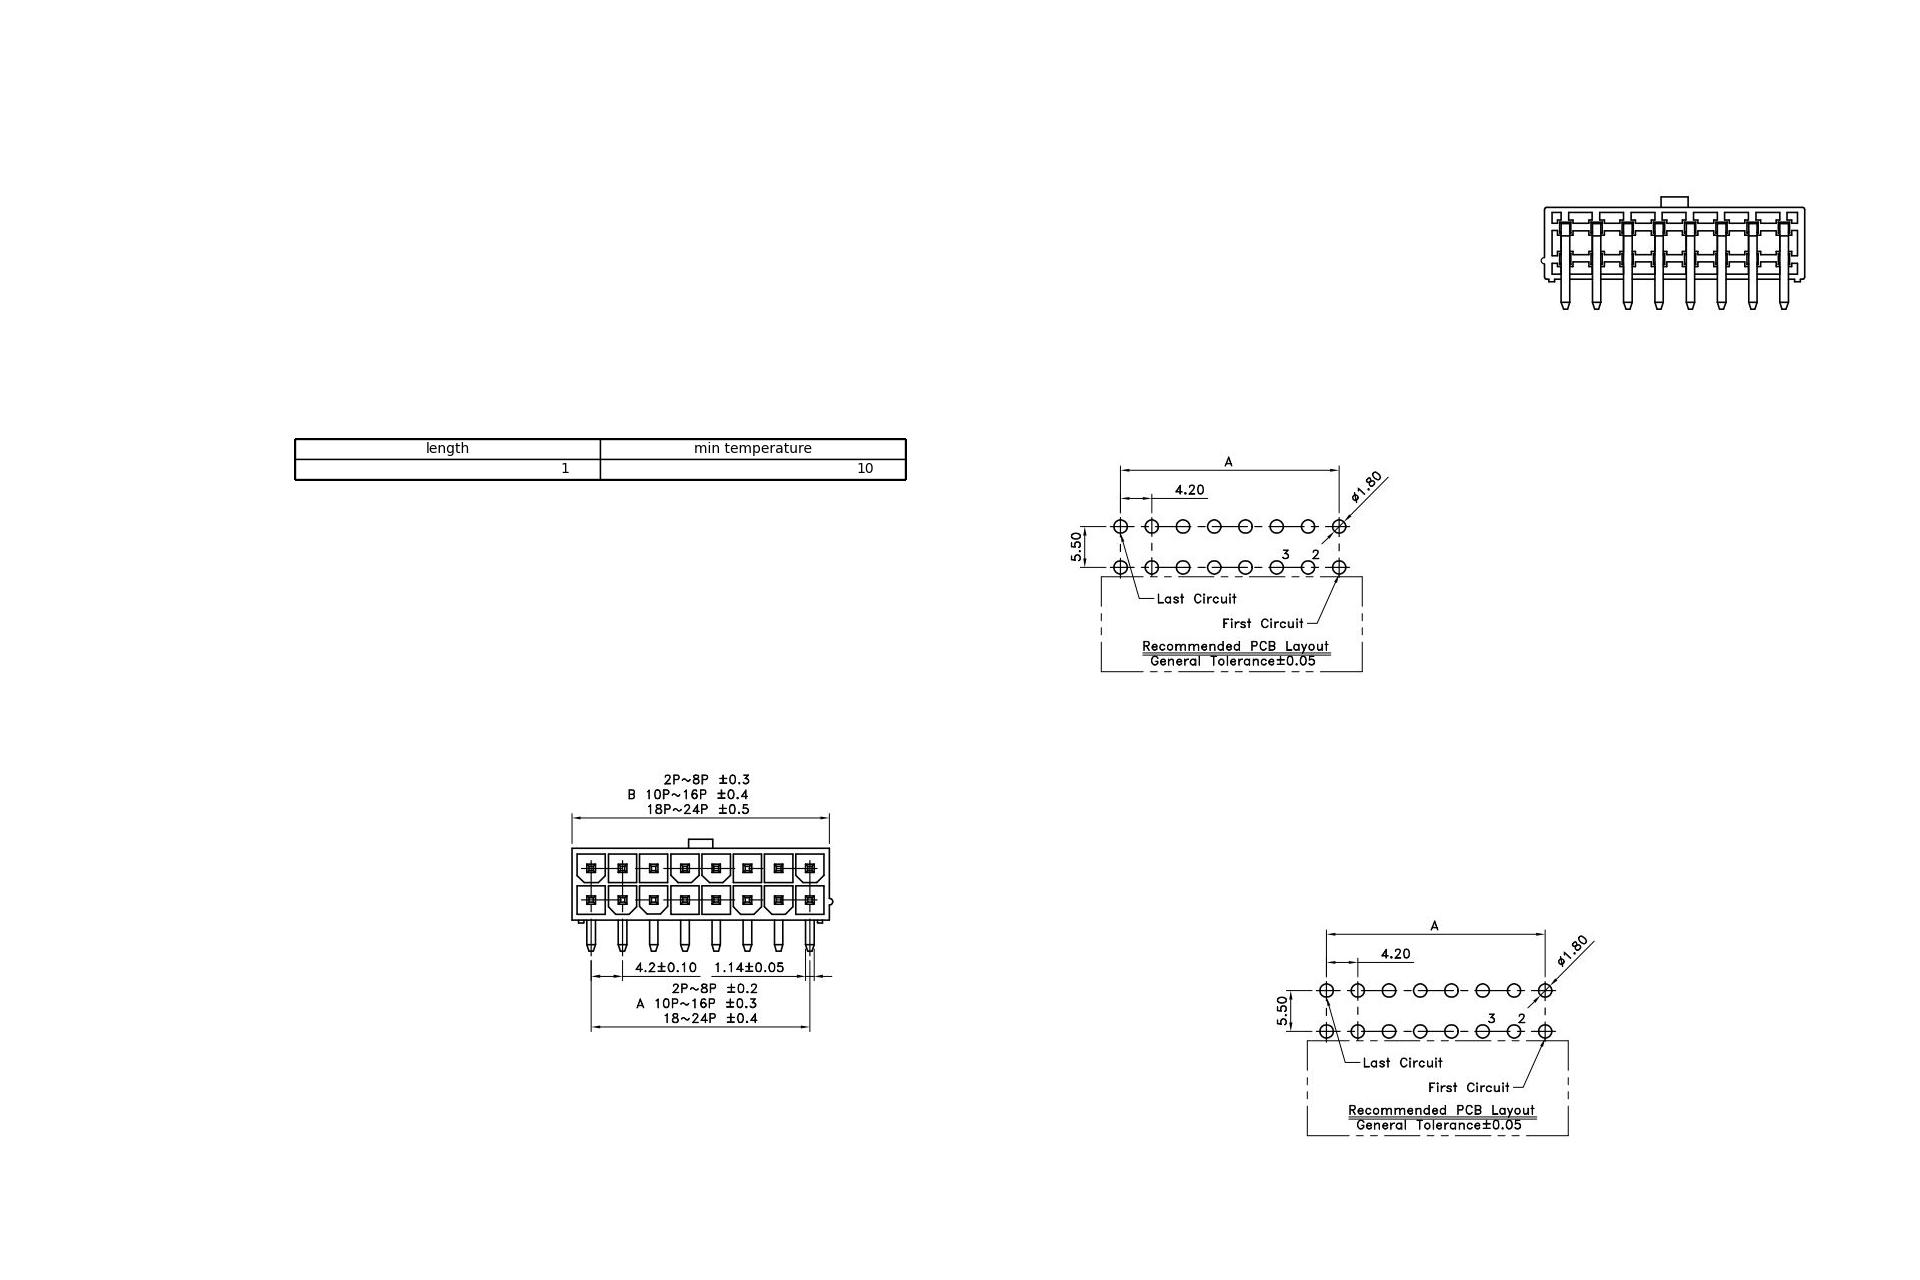 length min temperature
1 10
A
4.20
ø1.80
5.50
3 2
Last Circuit
First Circuit
Recommended PCB Layout
General Tolerance±0.05
2P~8P ±0.3
B 10P~16P ±0.4
18P~24P ±0.5
4.2±0.10 1.14±0.05
2P~8P ±0.2
A 10P~16P ±0.3
18~24P ±0.4
A
4.20
ø1.80
5.50
3 2
Last Circuit
First Circuit
Recommended PCB Layout
General Tolerance±0.05